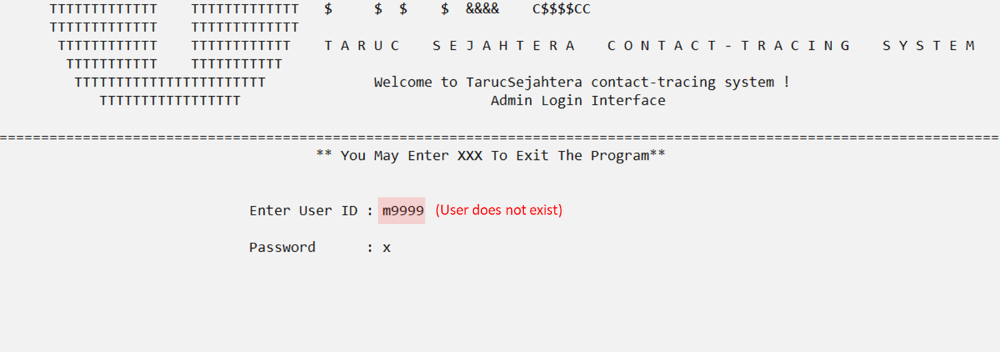 TTTTTTTTTTTTT    TTTTTTTTTTTTT   $     $ $    $  &&&&    C$$$$CC
TTTTTTTTTTTTT    TTTTTTTTTTTTT
TTTTTTTTTTTT    TTTTTTTTTTTT    T A R U C   S E J A H T E R A   C O N T A C T - T R A C I N G   S Y S T E M
TTTTTTTTTTT    TTTTTTTTTTT
TTTTTTTTTTTTTTTTTTTTTTT             Welcome to TarucSejahtera contact-tracing system !
TTTTTTTTTTTTTTTTT                              Admin Login Interface
========================================================================================================================
** You May Enter XXX To Exit The Program**
Enter User ID : m9999 (User does not exist)
Password      : x